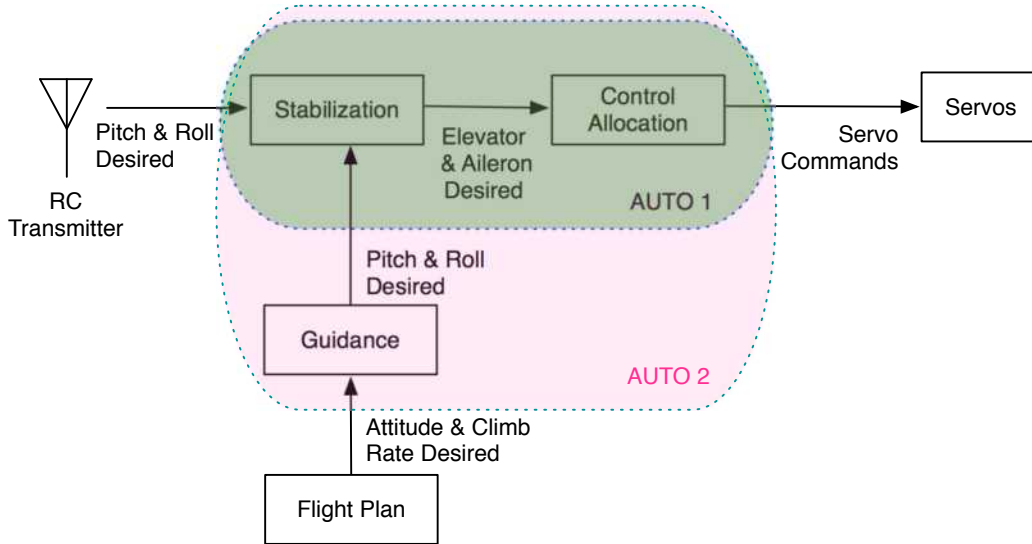 Stabilization
Control
Allocation
Servos
Pitch & Roll
Desired
Elevator
& Aileron
Desired
Servo
Commands
RC
Transmitter
AUTO 1
Pitch & Roll
Desired
Guidance
AUTO 2
Attitude & Climb
Rate Desired
Flight Plan